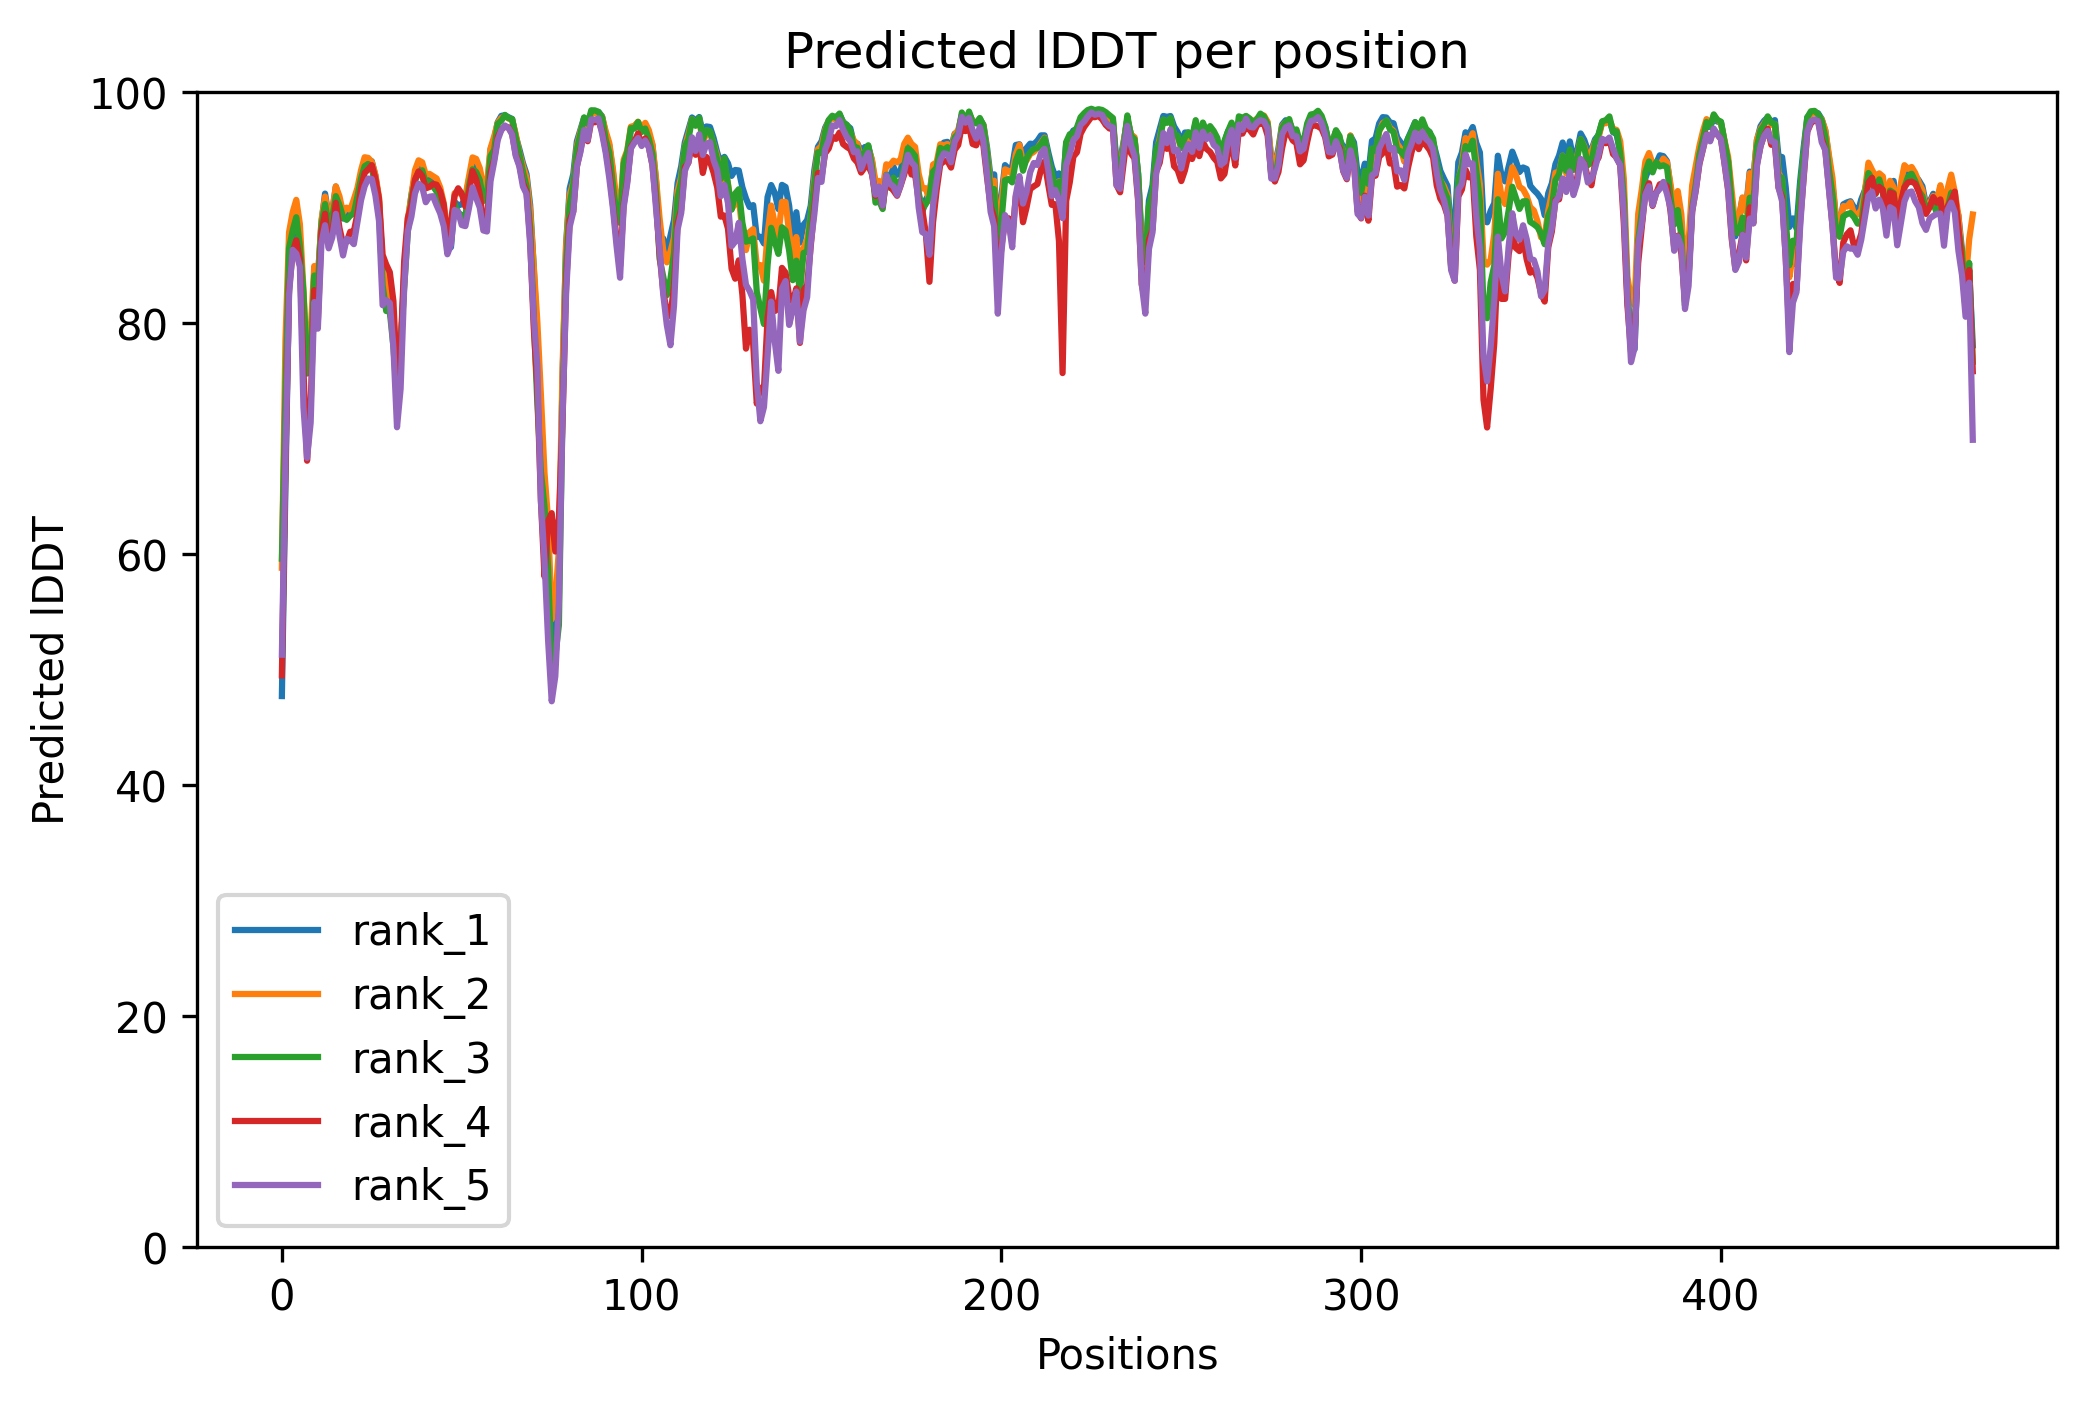 Predicted lDDT per position
100
80
60
40
20
0
Predicted lDDT
rank_1
rank_2
rank_3
rank_4
rank_5
0 100 200 300 400
Positions